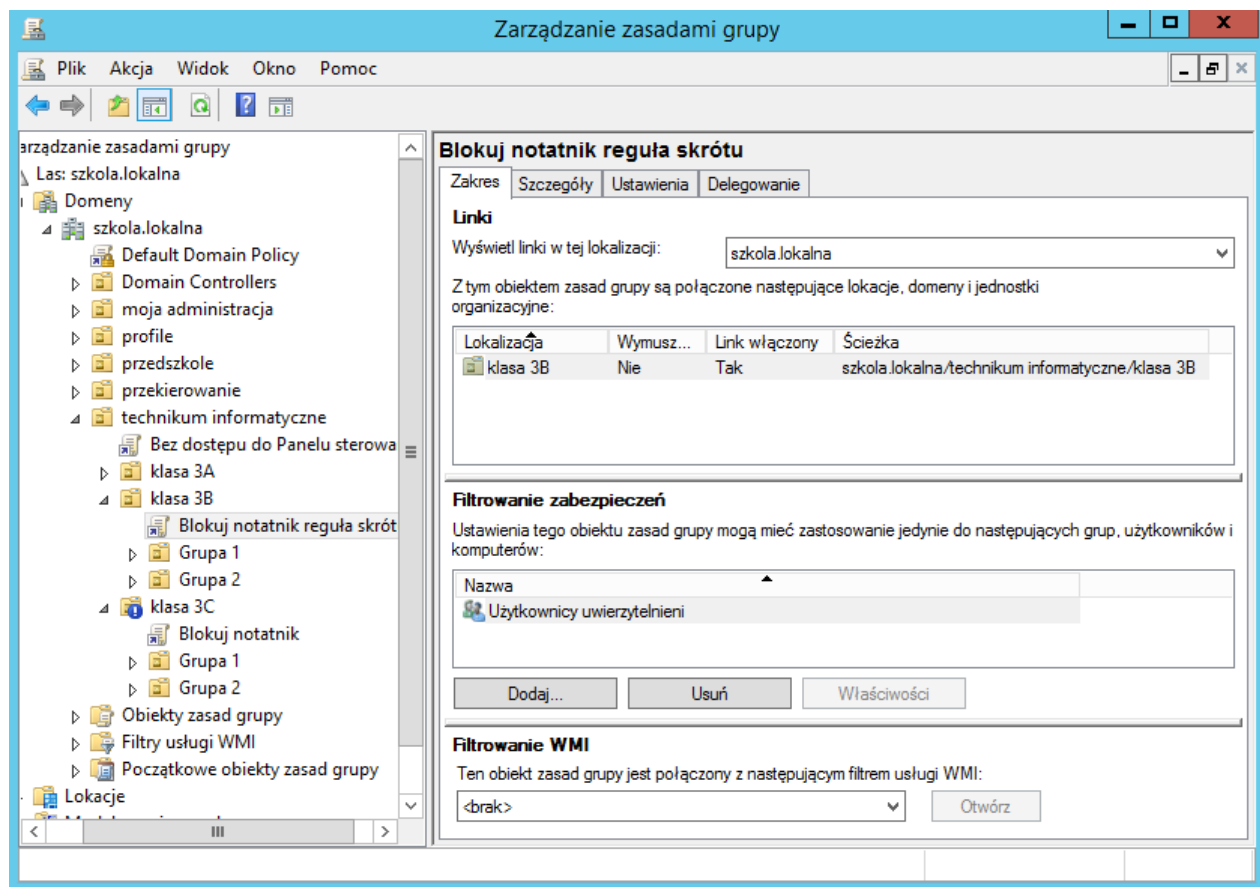 Zarządzanie zasadami grupy
Plik Akcja Widok Okno Pomoc
arządzanie zasadami grupy
Las: szkola.lokalna
Domeny
szkola.lokalna
Default Domain Policy
Domain Controllers
moja administracja
profile
przedszkole
przekierowanie
technikum informatyczne
Bez dostępu do Panelu sterowa
klasa 3A
klasa 3B
Blokuj notatnik reguła skrót
Grupa 1
Grupa 2
klasa 3C
Blokuj notatnik
Grupa 1
Grupa 2
Obiekty zasad grupy
Filtry usługi WMI
Początkowe obiekty zasad grupy
Lokacje
Blokuj notatnik reguła skrótu
Zakres Szczegóły Ustawienia Delegowanie
Linki
Wyświetl linki w tej lokalizacji: szkola.lokalna
Z tym obiektem zasad grupy są połączone następujące lokacje, domeny i jednostki
organizacyjne:
Lokalizacja Wymusz... Link włączony Ścieżka
klasa 3B Nie Tak szkola.lokalna/technikum informatyczne/klasa 3B
Filtrowanie zabezpieczeń
Ustawienia tego obiektu zasad grupy mogą mieć zastosowanie jedynie do następujących grup, użytkowników i
komputerów:
Nazwa
Użytkownicy uwierzytelnieni
Dodaj... Usuń Właściwości
Filtrowanie WMI
Ten obiekt zasad grupy jest połączony z następującym filtrem usługi WMI:
<brak> Otwórz